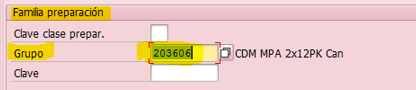 Familia preparación
Clave clase prepar.
Grupo 203606 CDM MPA 2x12PK Can
Clave